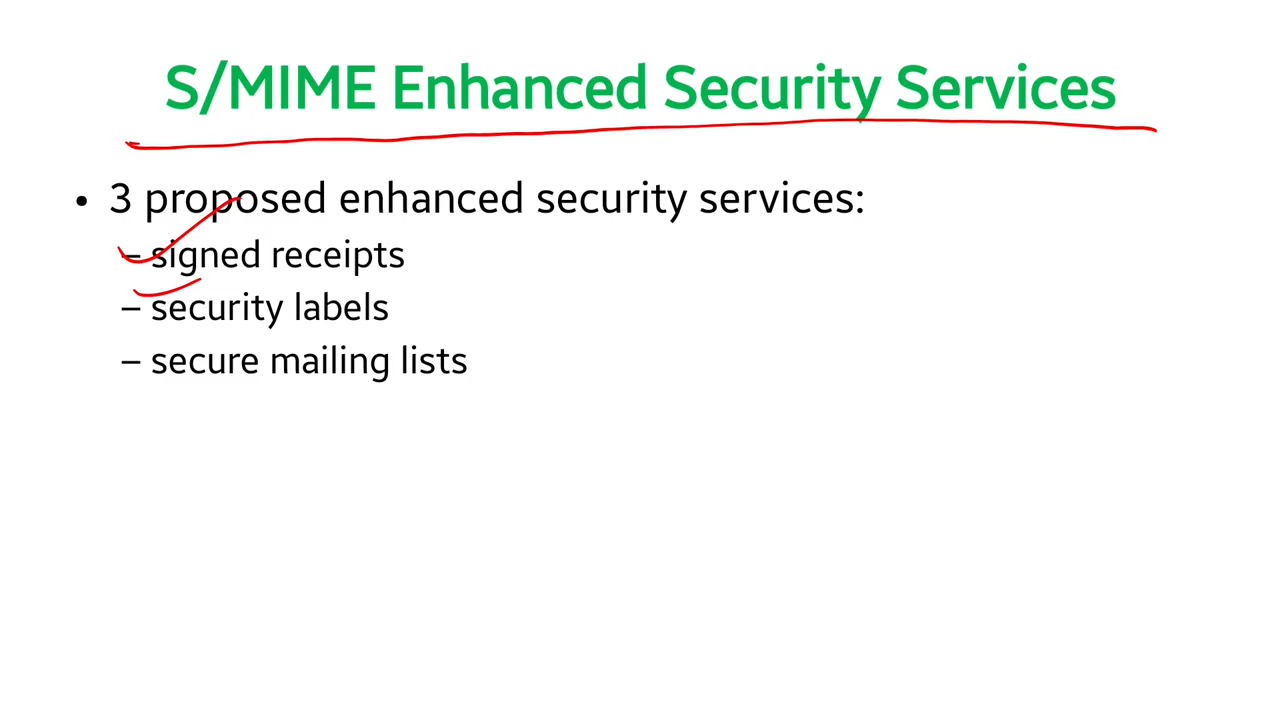 S/MIME Enhanced Security Services
• 3 proposed enhanced security services:
– signed receipts
– security labels
– secure mailing lists